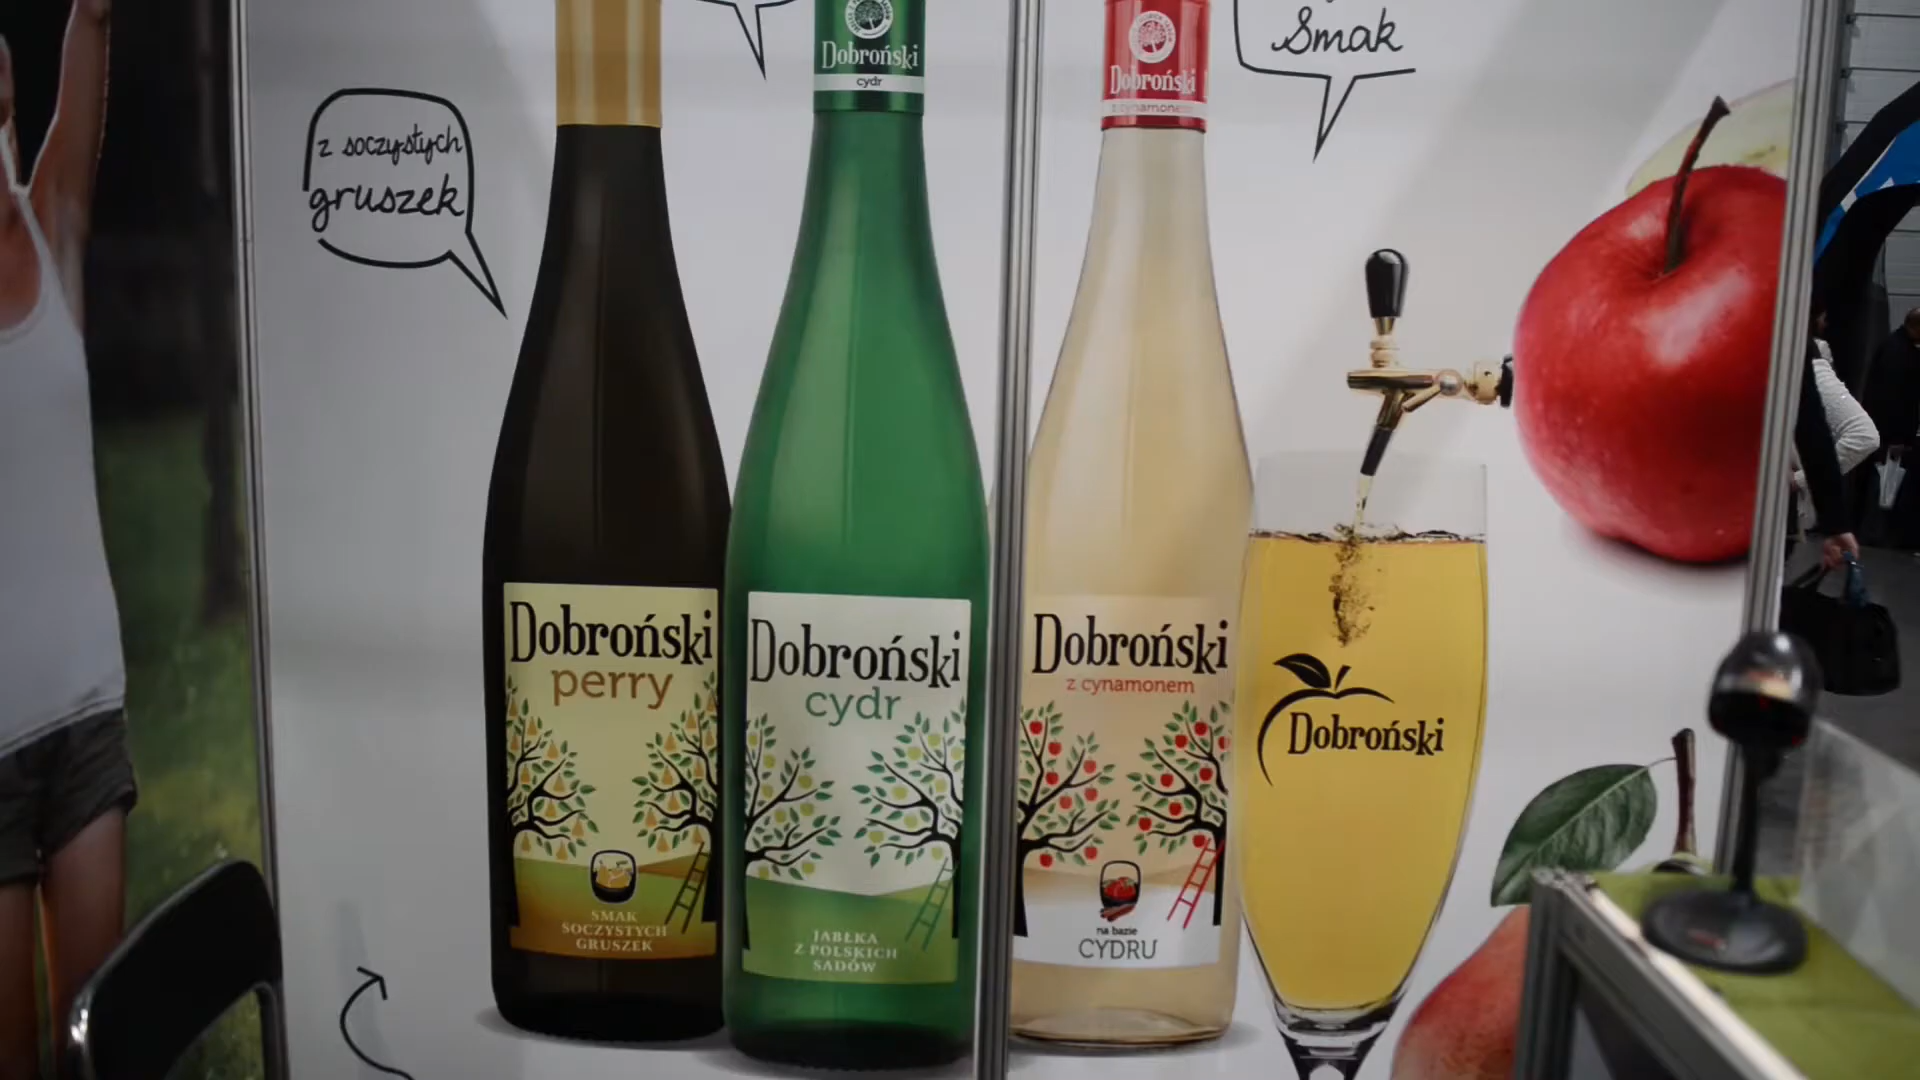 z soczystych
gruszek
Dobroński
cydr
Dobroński
z cynamonem
Smak
Dobroński
perry
SMAK
SOCZYSTYCH
GRUSZEK
Dobroński
cydr
JABŁKA
Z POLSKICH
SADÓW
Dobroński
z cynamonem
na bazie
CYDRU
Dobroński